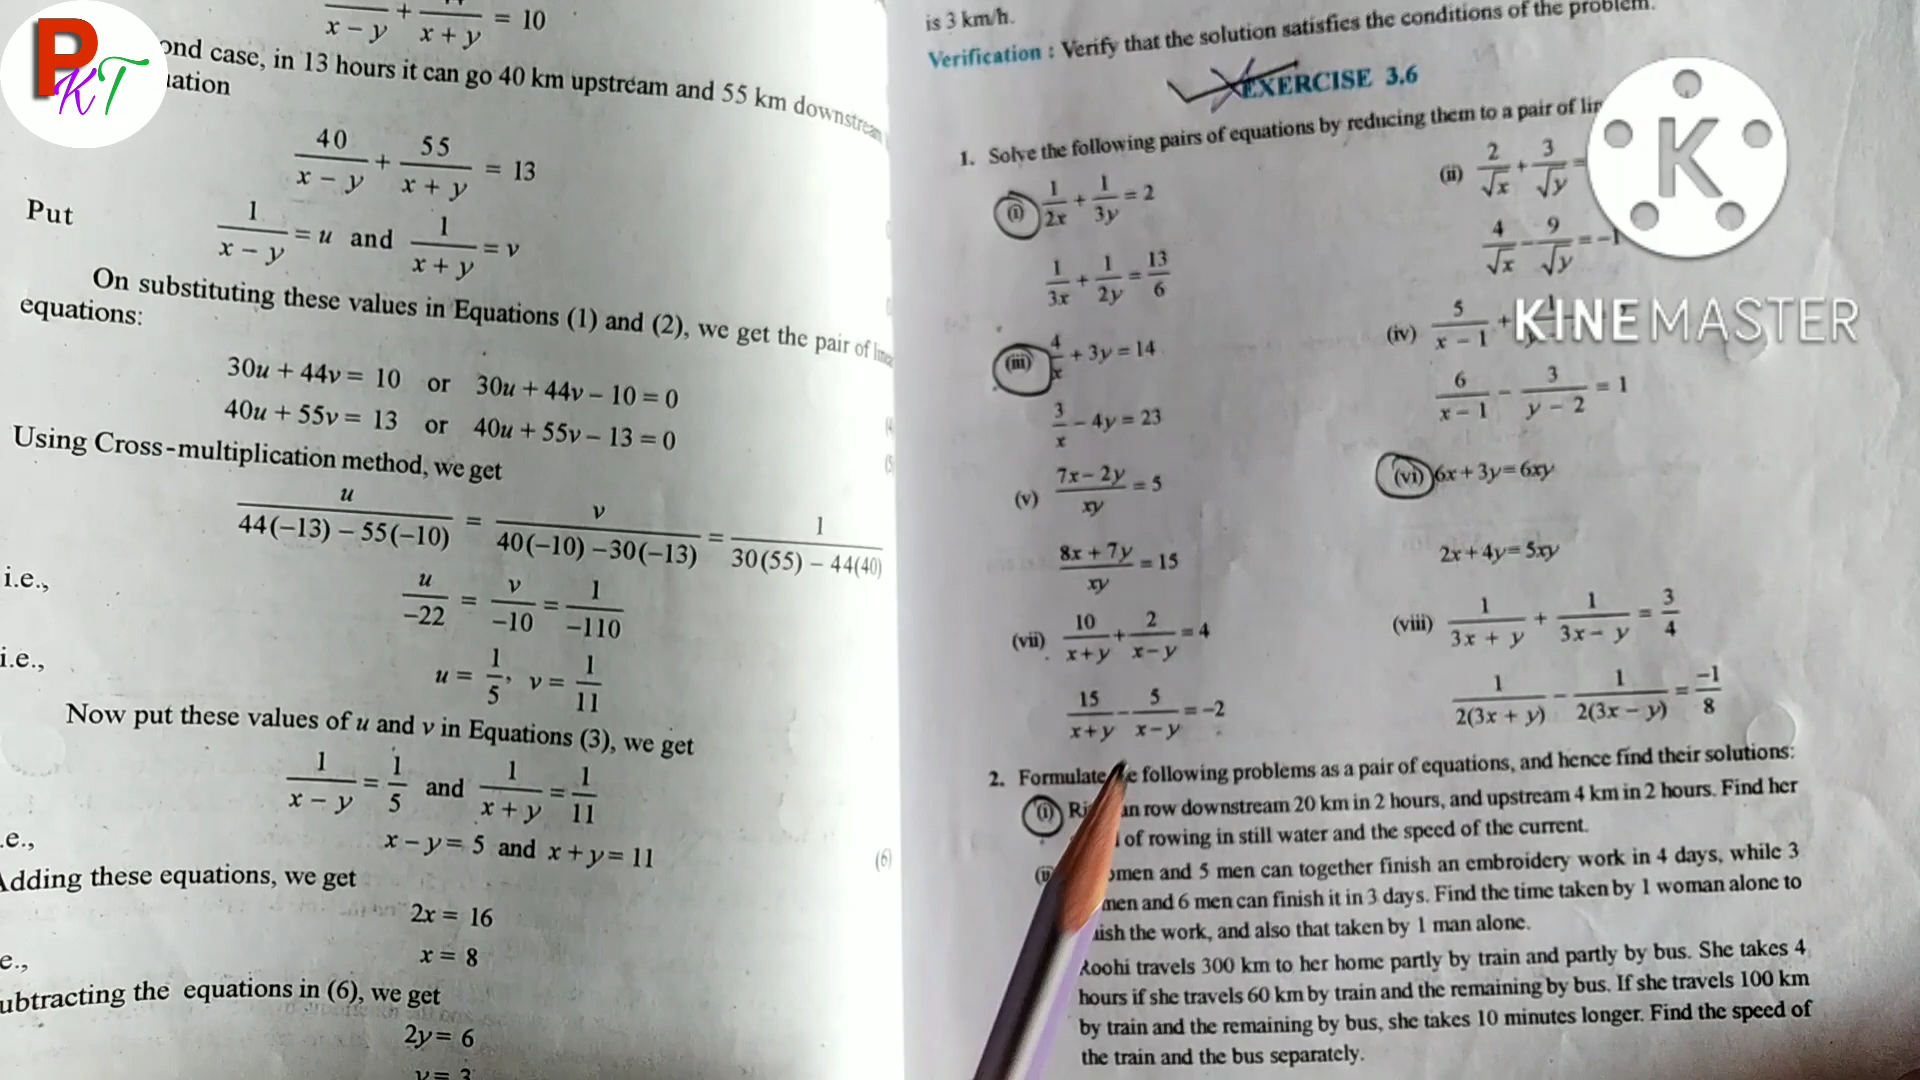 PKT
x – y + x + y = 10
ond case, in 13 hours it can go 40 km upstream and 55 km downstream
uation
40/(x – y) + 55/(x + y) = 13
Put 1/(x – y) = u and 1/(x + y) = v
On substituting these values in Equations (1) and (2), we get the pair of linea
equations:
30u + 44v = 10 or 30u + 44v – 10 = 0
40u + 55v = 13 or 40u + 55v – 13 = 0
Using Cross-multiplication method, we get
u/(44(–13) – 55(–10)) = v/(40(–10) –30(–13)) = 1/(30(55) – 44(40))
i.e., u/–22 = v/–10 = 1/–110
i.e., u = 1/5, v = 1/11
Now put these values of u and v in Equations (3), we get
1/(x – y) = 1/5 and 1/(x + y) = 1/11
.e., x – y = 5 and x + y = 11 (6)
Adding these equations, we get
2x = 16
e., x = 8
ubtracting the equations in (6), we get
2y = 6
y = 3
is 3 km/h.
Verification : Verify that the solution satisfies the conditions of the problem.
EXERCISE 3.6
1. Solve the following pairs of equations by reducing them to a pair of lin
(i) 1/2x + 1/3y = 2
(ii) 2/√x + 3/√y =
1/3x + 1/2y = 13/6
4/√x – 9/√y = –1
(iii) 4/x + 3y = 14
(iv) 5/(x – 1) + 1
3/x – 4y = 23
6/(x – 1) – 3/(y – 2) = 1
(v) (7x – 2y)/xy = 5
(vi) 6x + 3y = 6xy
(8x + 7y)/xy = 15
2x + 4y = 5xy
(vii) 10/(x+y) + 2/(x–y) = 4
(viii) 1/(3x + y) + 1/(3x – y) = 3/4
15/(x+y) – 5/(x–y) = –2
1/2(3x + y) – 1/2(3x – y) = –1/8
2. Formulate e following problems as a pair of equations, and hence find their solutions:
(i) Ri an row downstream 20 km in 2 hours, and upstream 4 km in 2 hours. Find her
of rowing in still water and the speed of the current.
(ii omen and 5 men can together finish an embroidery work in 4 days, while 3
men and 6 men can finish it in 3 days. Find the time taken by 1 woman alone to
ish the work, and also that taken by 1 man alone.
Roohi travels 300 km to her home partly by train and partly by bus. She takes 4
hours if she travels 60 km by train and the remaining by bus. If she travels 100 km
by train and the remaining by bus, she takes 10 minutes longer. Find the speed of
the train and the bus separately.
K
KINEMASTER